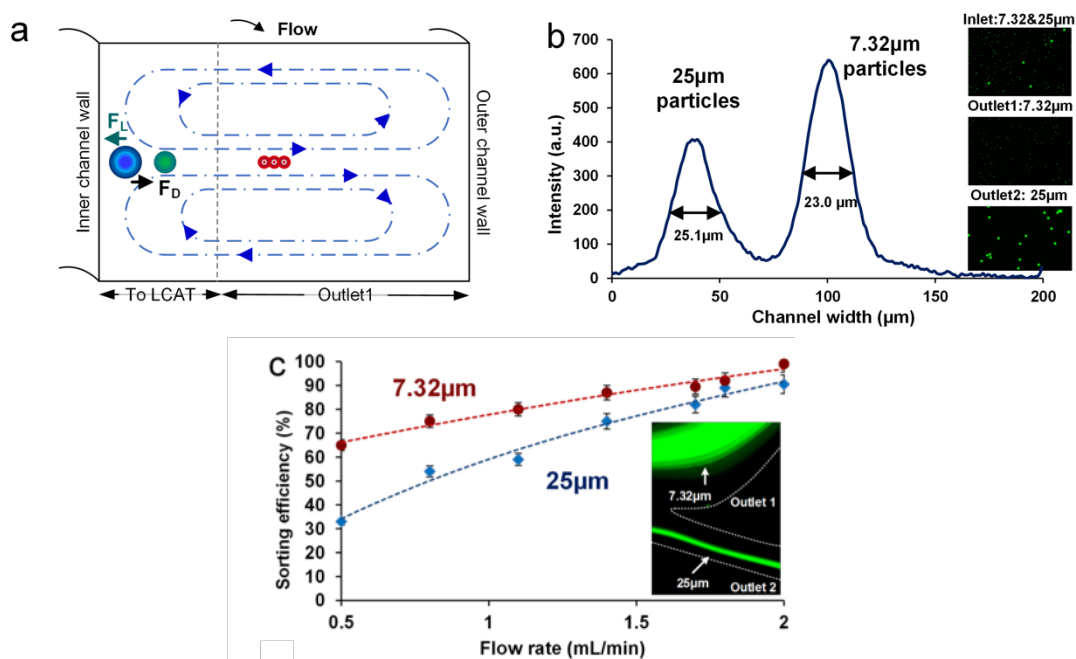 a
Flow
Inner channel wall
Outer channel wall
F_L
F_D
To LCAT
Outlet1
b
Intensity (a.u.)
700
600
500
400
300
200
100
0
0
50
100
150
200
Channel width (μm)
25μm
particles
7.32μm
particles
25.1μm
23.0 μm
Inlet:7.32&25μm
Outlet1:7.32μm
Outlet2: 25μm
c
Sorting efficiency (%)
100
90
80
70
60
50
40
30
20
10
0
0.5
1
1.5
2
Flow rate (mL/min)
7.32μm
25μm
7.32μm
Outlet 1
25μm
Outlet 2